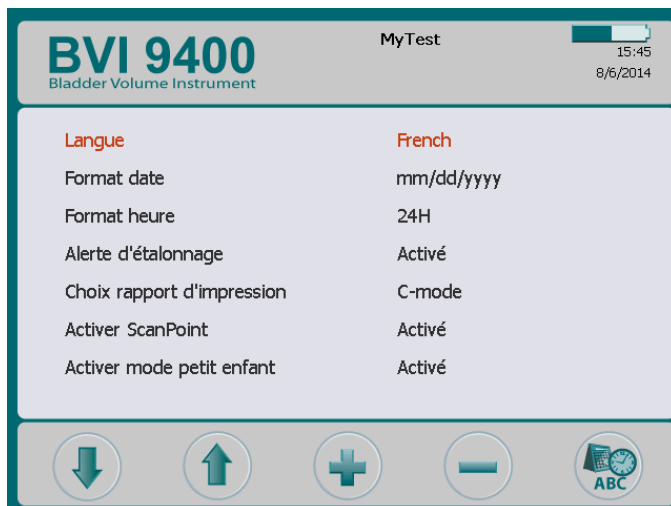 BVI 9400
Bladder Volume Instrument
MyTest
15:45
8/6/2014
Langue French
Format date mm/dd/yyyy
Format heure 24H
Alerte d'étalonnage Activé
Choix rapport d'impression C-mode
Activer ScanPoint Activé
Activer mode petit enfant Activé
ABC